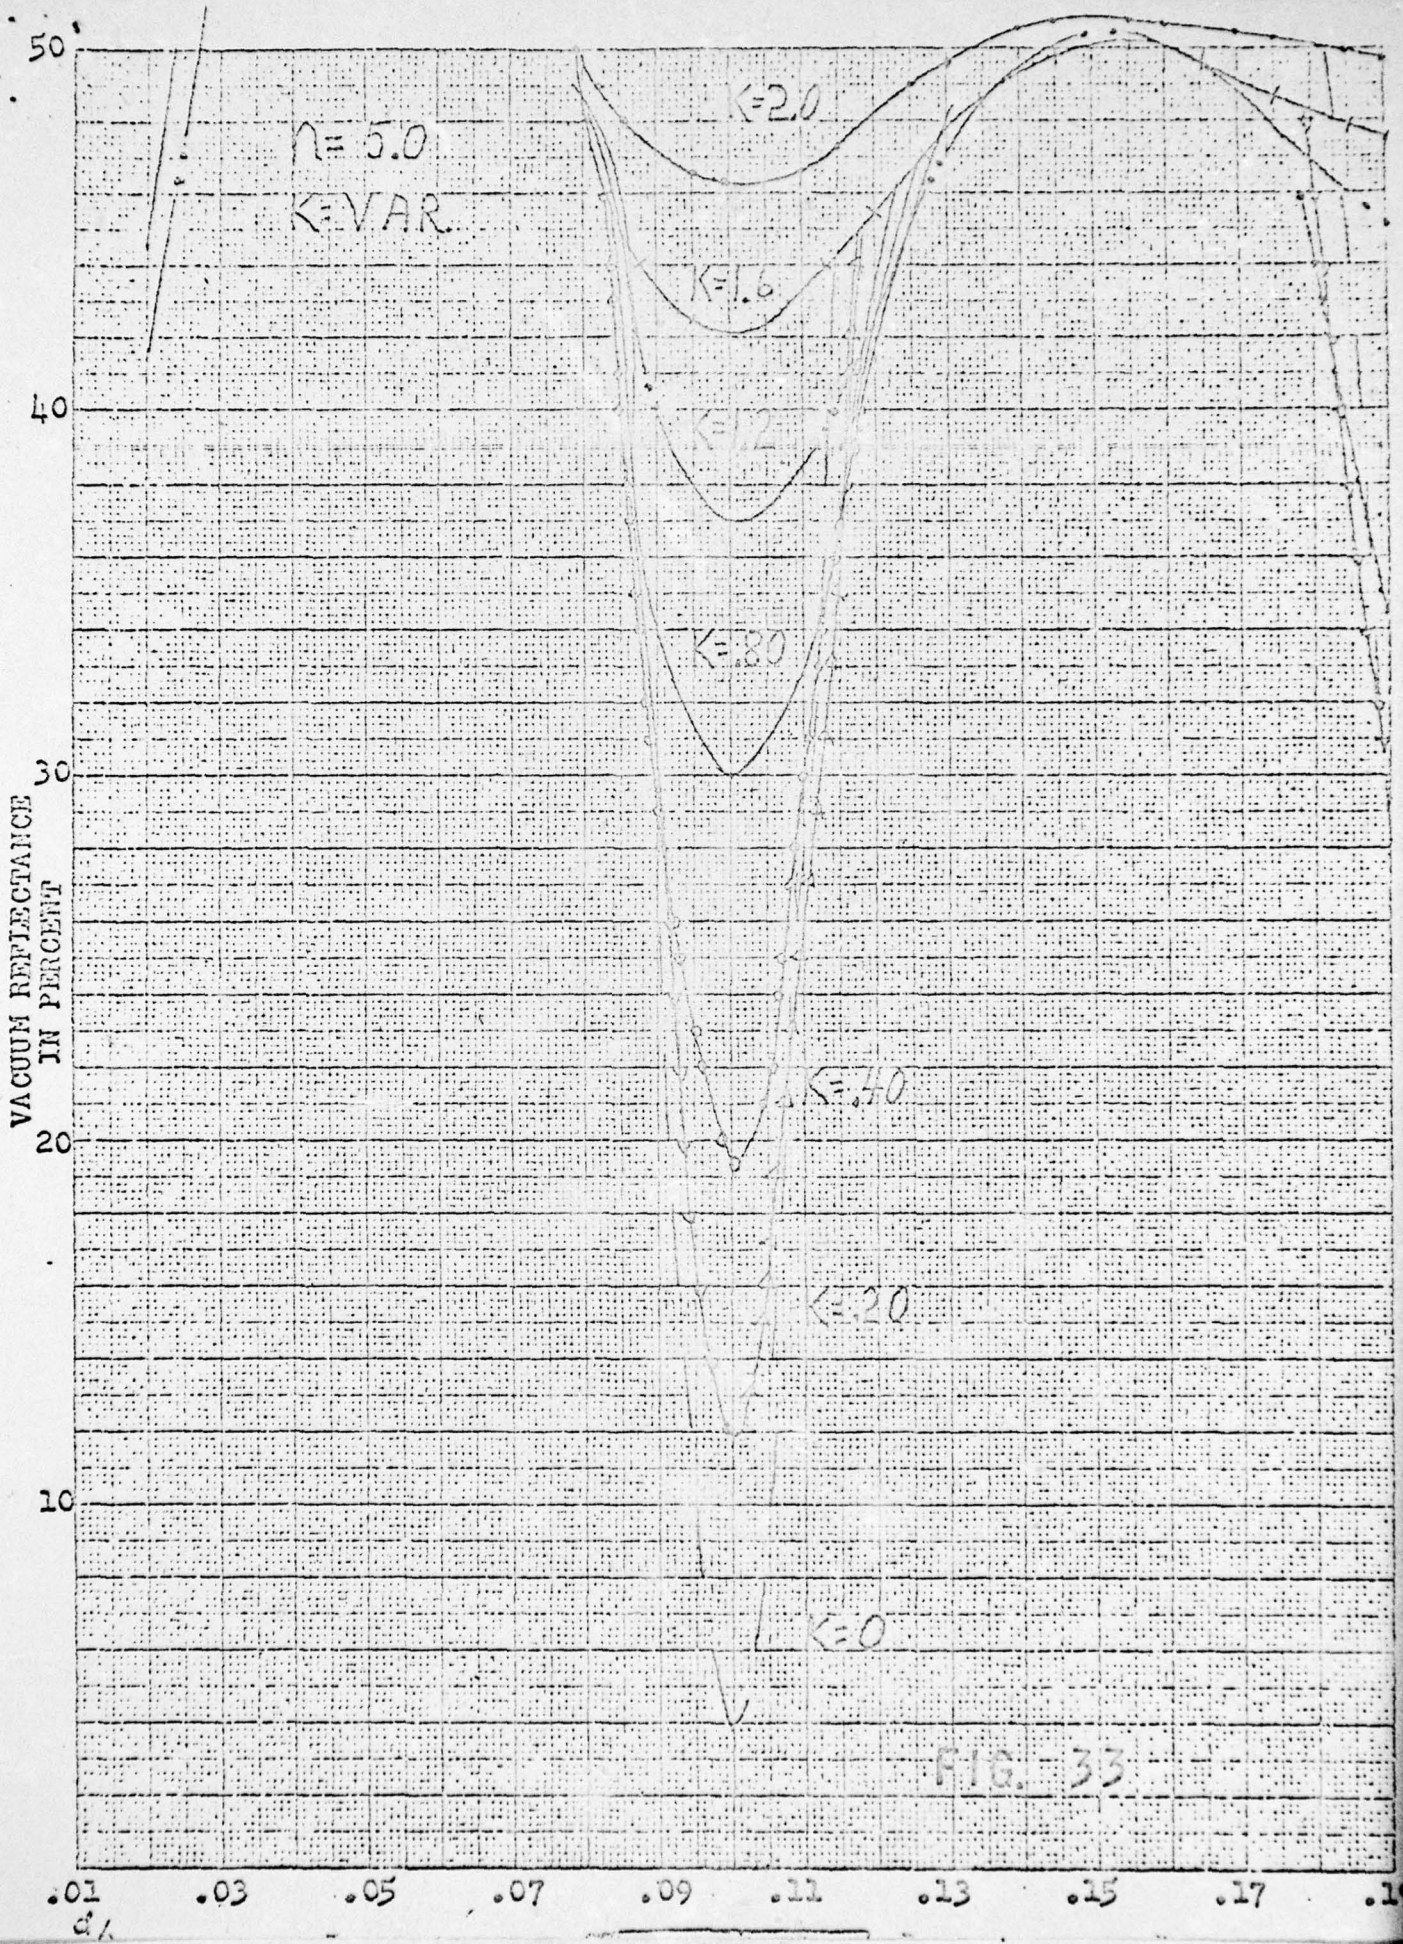 50
K=2.0
n= 5.0
K=VAR.
K=1.6
40
K=1.2
K=.80
30
VACUUM REFLECTANCE
IN PERCENT
K=.40
20
K=.20
10
K=0
FIG. 33
.01 .03 .05 .07 .09 .11 .13 .15 .17